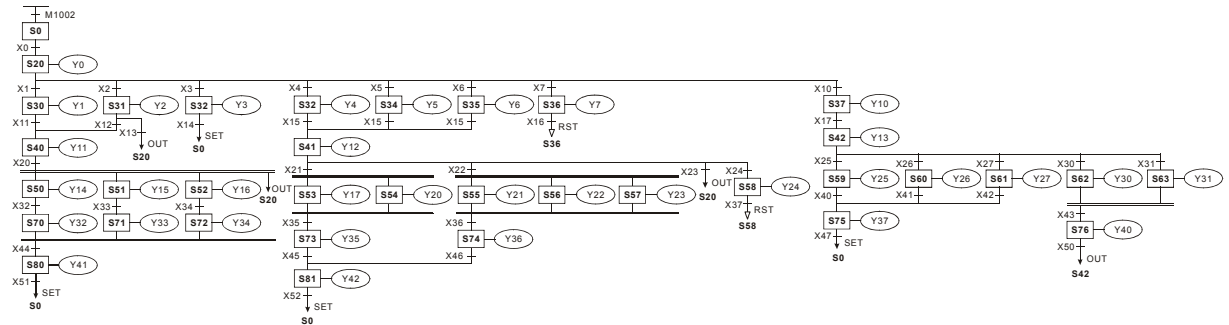 M1002
S0
X0
S20 Y0
X1 X2 X3 X4 X5 X6 X7 X10
S30 Y1 S31 Y2 S32 Y3 S32 Y4 S34 Y5 S35 Y6 S36 Y7 S37 Y10
X11 X12 X13 X14 SET X15 X15 X15 X16 RST X17
OUT
S20 S0 S36
S40 Y11 S41 Y12 S42 Y13
X20 X21 X22 X23 X24 X25 X26 X27 X30 X31
S50 Y14 S51 Y15 S52 Y16 OUT S20 S53 Y17 S54 Y20 S55 Y21 S56 Y22 S57 Y23 OUT S20 S58 Y24 S59 Y25 S60 Y26 S61 Y27 S62 Y30 S63 Y31
X32 X33 X34 X37 RST X40 X41 X42
S58
S70 Y32 S71 Y33 S72 Y34 X35 X36 S75 Y37 X43
S73 Y35 S74 Y36 X47 SET S76 Y40
X44 X45 X46 S0 X50 OUT
S80 Y41 S81 Y42 S42
X51 SET X52 SET
S0 S0